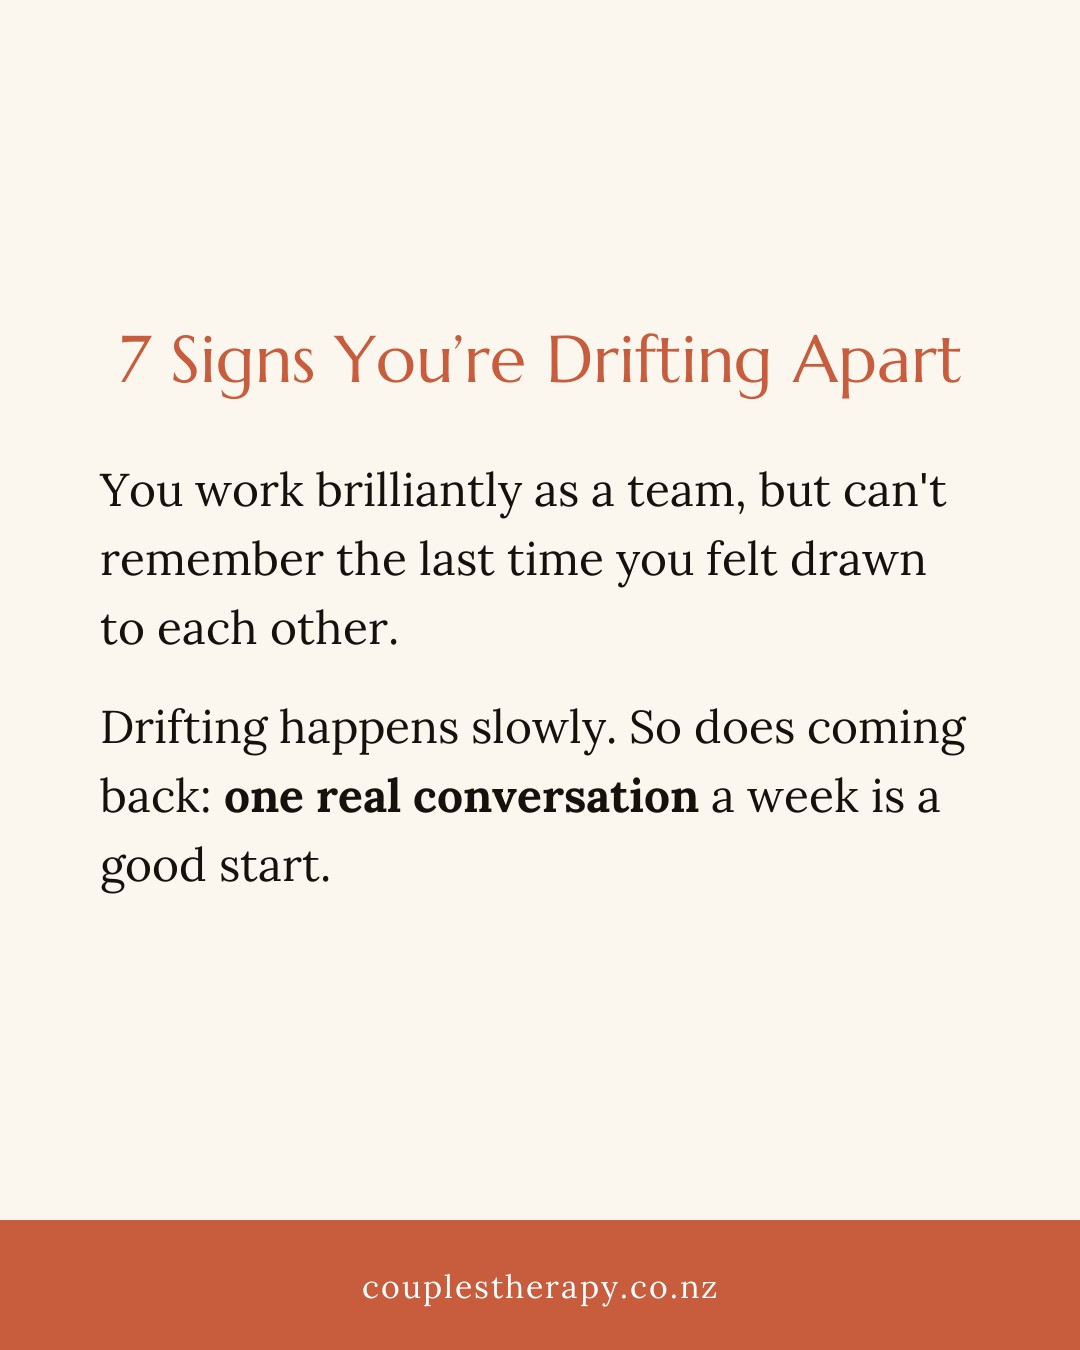 7 Signs You’re Drifting Apart
You work brilliantly as a team, but can't
remember the last time you felt drawn
to each other.
Drifting happens slowly. So does coming
back: one real conversation a week is a
good start.
couplestherapy.co.nz